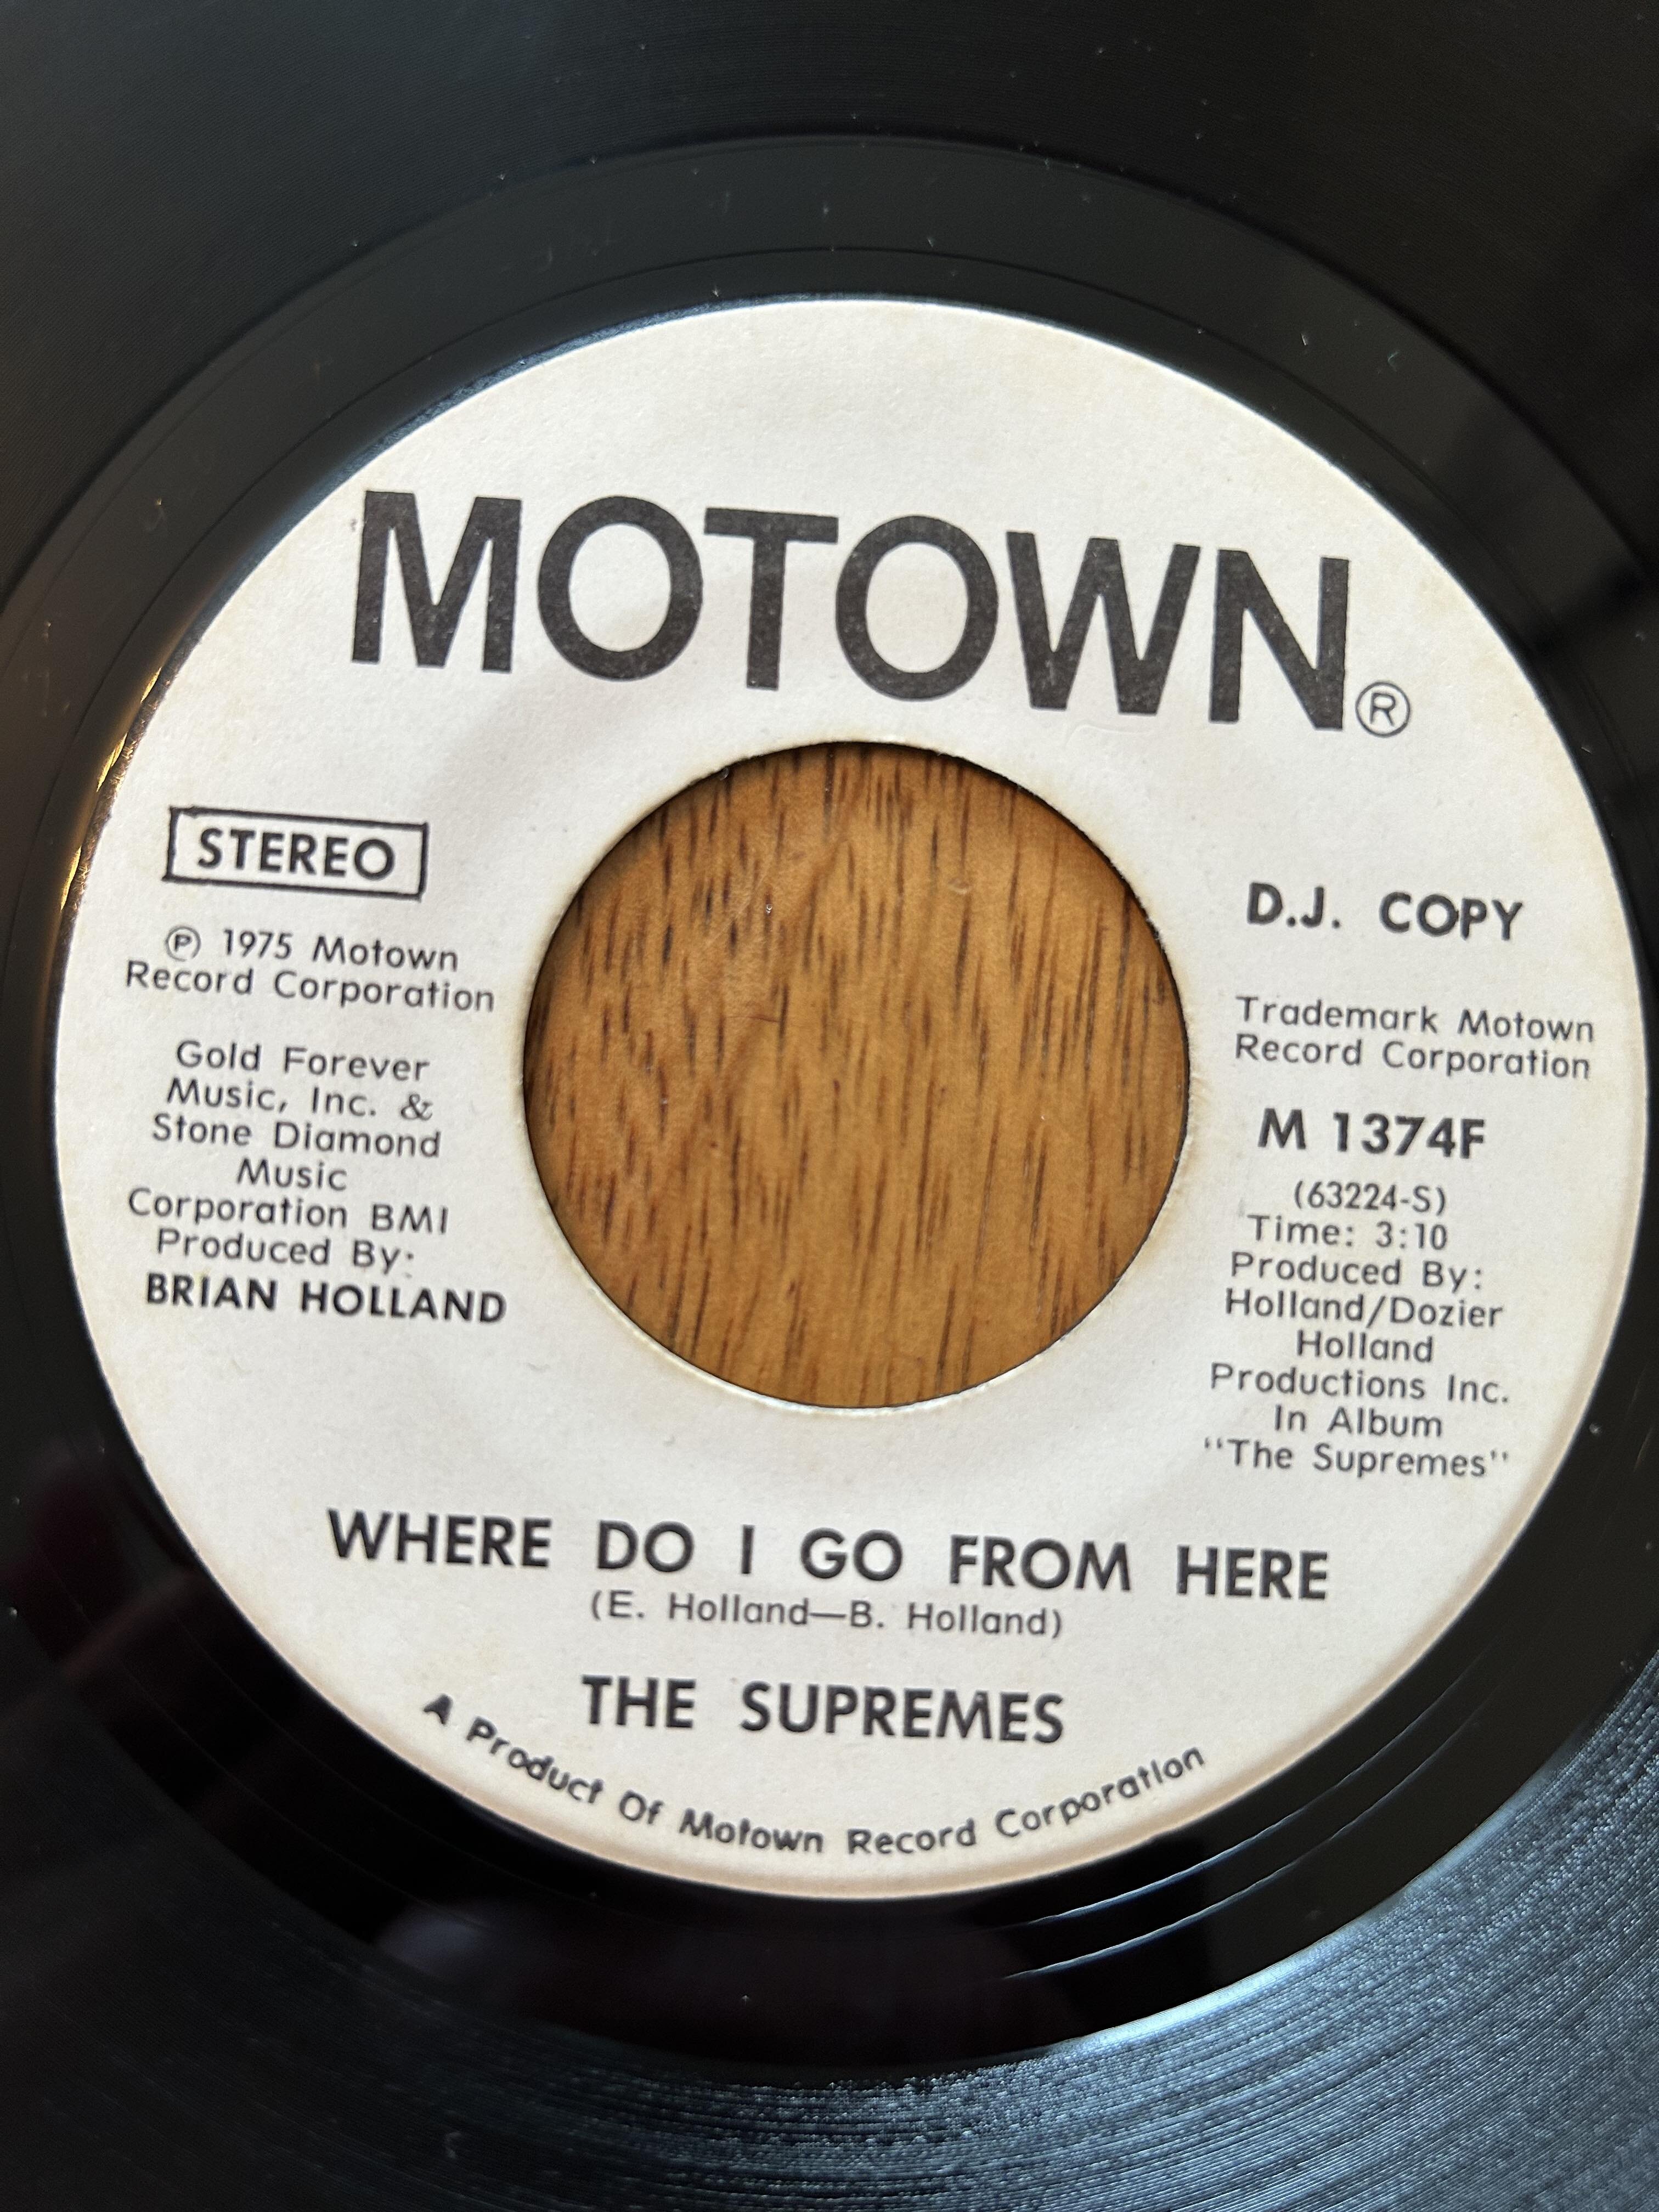 MOTOWN®
STEREO
℗ 1975 Motown
Record Corporation
Gold Forever
Music, Inc. &
Stone Diamond
Music
Corporation BMI
Produced By:
BRIAN HOLLAND
D.J. COPY
Trademark Motown
Record Corporation
M 1374F
(63224-S)
Time: 3:10
Produced By:
Holland/Dozier
Holland
Productions Inc.
In Album
"The Supremes"
WHERE DO I GO FROM HERE
(E. Holland—B. Holland)
THE SUPREMES
A Product Of Motown Record Corporation